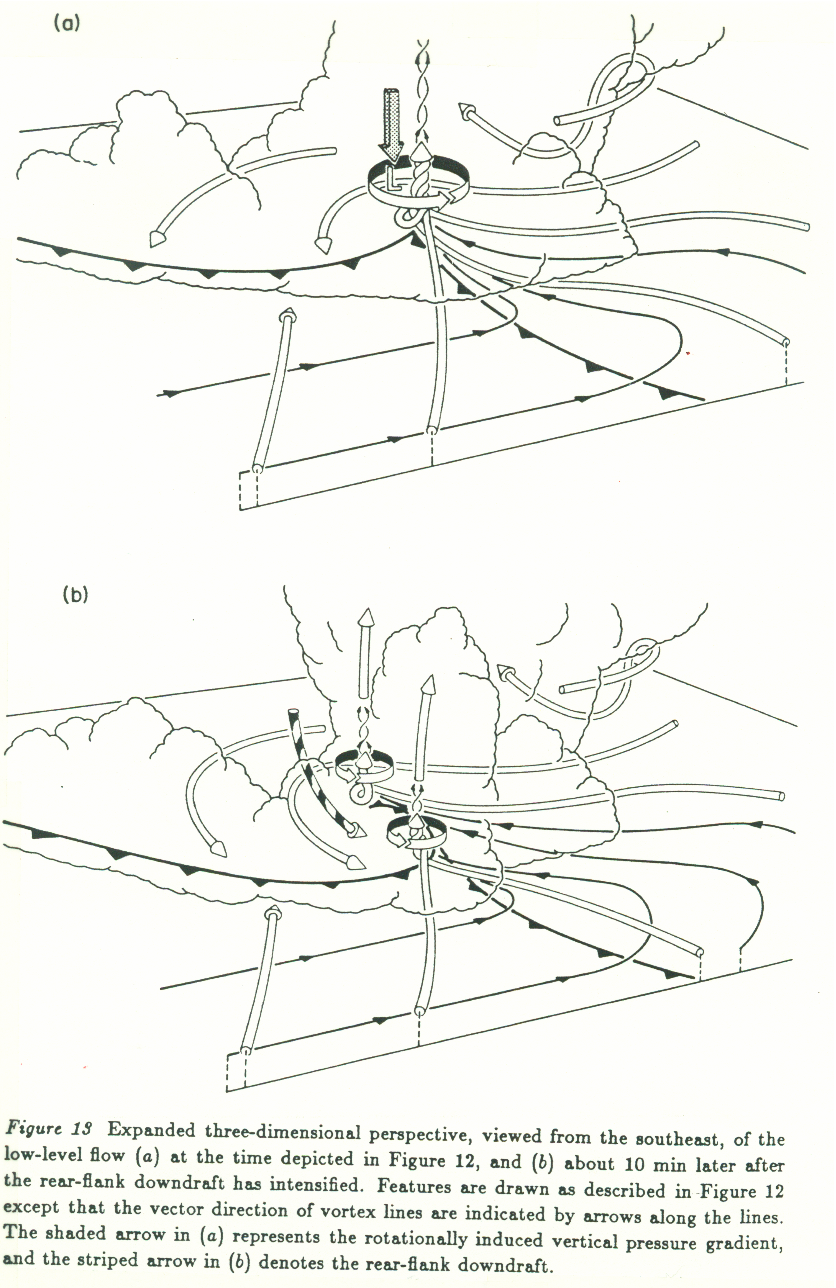 (a)
L
(b)
Figure 13 Expanded three-dimensional perspective, viewed from the southeast, of the
low-level flow (a) at the time depicted in Figure 12, and (b) about 10 min later after
the rear-flank downdraft has intensified. Features are drawn as described in Figure 12
except that the vector direction of vortex lines are indicated by arrows along the lines.
The shaded arrow in (a) represents the rotationally induced vertical pressure gradient,
and the striped arrow in (b) denotes the rear-flank downdraft.